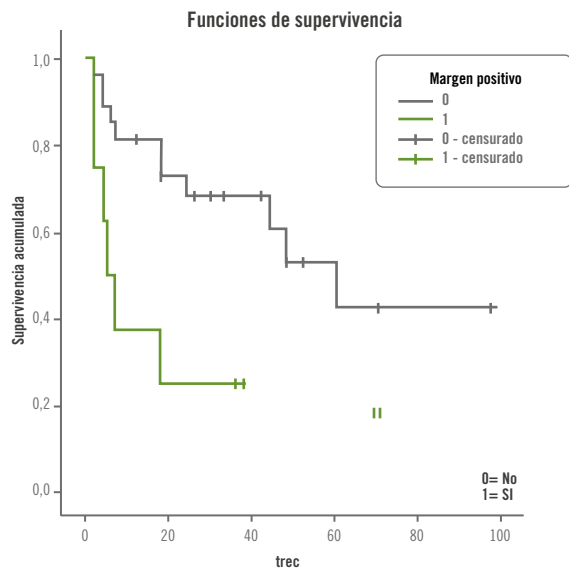 Funciones de supervivencia
Margen positivo
0
1
0 - censurado
1 - censurado
Supervivencia acumulada
1,0
0,8
0,6
0,4
0,2
0,0
0= No
1= SI
0 20 40 60 80 100
trec